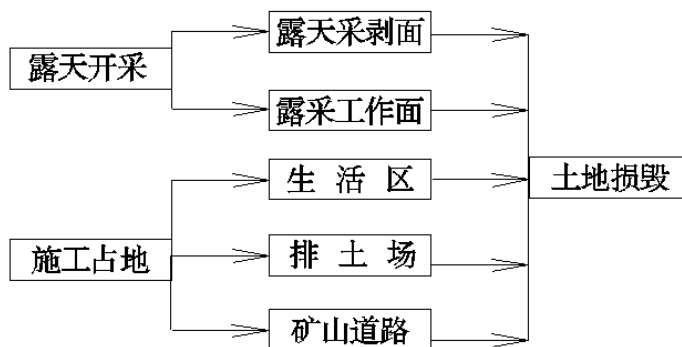 露天采剥面
露天开采
露采工作面
生活区
土地损毁
施工占地
排土场
矿山道路